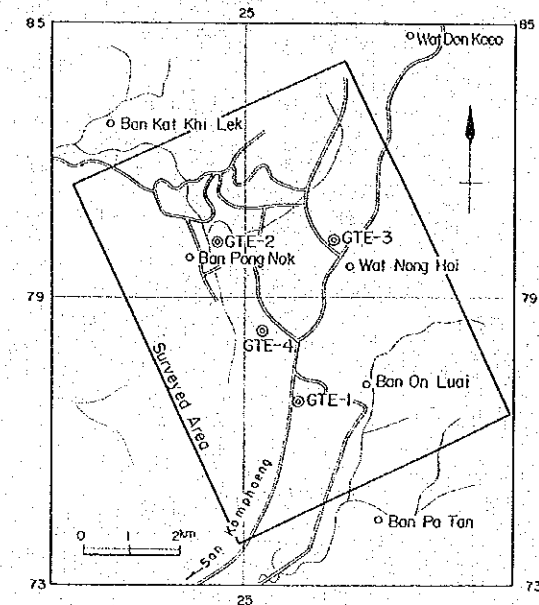 25
85
85
Wat Don Kaeo
Ban Kat Khi Lek
GTE-2
GTE-3
Ban Pong Nok
Wat Nong Hoi
79
79
GTE-4
Surveyed Area
Ban On Luai
GTE-1
San Kamphaeng
Ban Pa Tan
0 1 2km
73
73
25